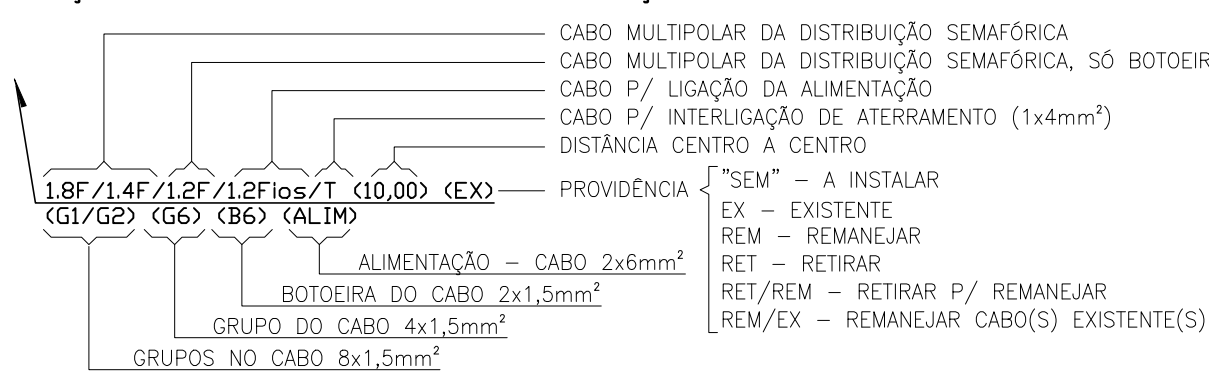 CABO MULTIPOLAR DA DISTRIBUIÇÃO SEMAFÓRICA
CABO MULTIPOLAR DA DISTRIBUIÇÃO SEMAFÓRICA, SÓ BOTOEIR
CABO P/ LIGAÇÃO DA ALIMENTAÇÃO
CABO P/ INTERLIGAÇÃO DE ATERRAMENTO (1x4mm²)
DISTÂNCIA CENTRO A CENTRO
1.8F/1.4F/1.2F/1.2Fios/T (10,00) (EX)
PROVIDÊNCIA
"SEM" – A INSTALAR
EX – EXISTENTE
REM – REMANEJAR
RET – RETIRAR
RET/REM – RETIRAR P/ REMANEJAR
REM/EX – REMANEJAR CABO(S) EXISTENTE(S)
(G1/G2) (G6) (B6) (ALIM)
ALIMENTAÇÃO – CABO 2x6mm²
BOTOEIRA DO CABO 2x1,5mm²
GRUPO DO CABO 4x1,5mm²
GRUPOS NO CABO 8x1,5mm²